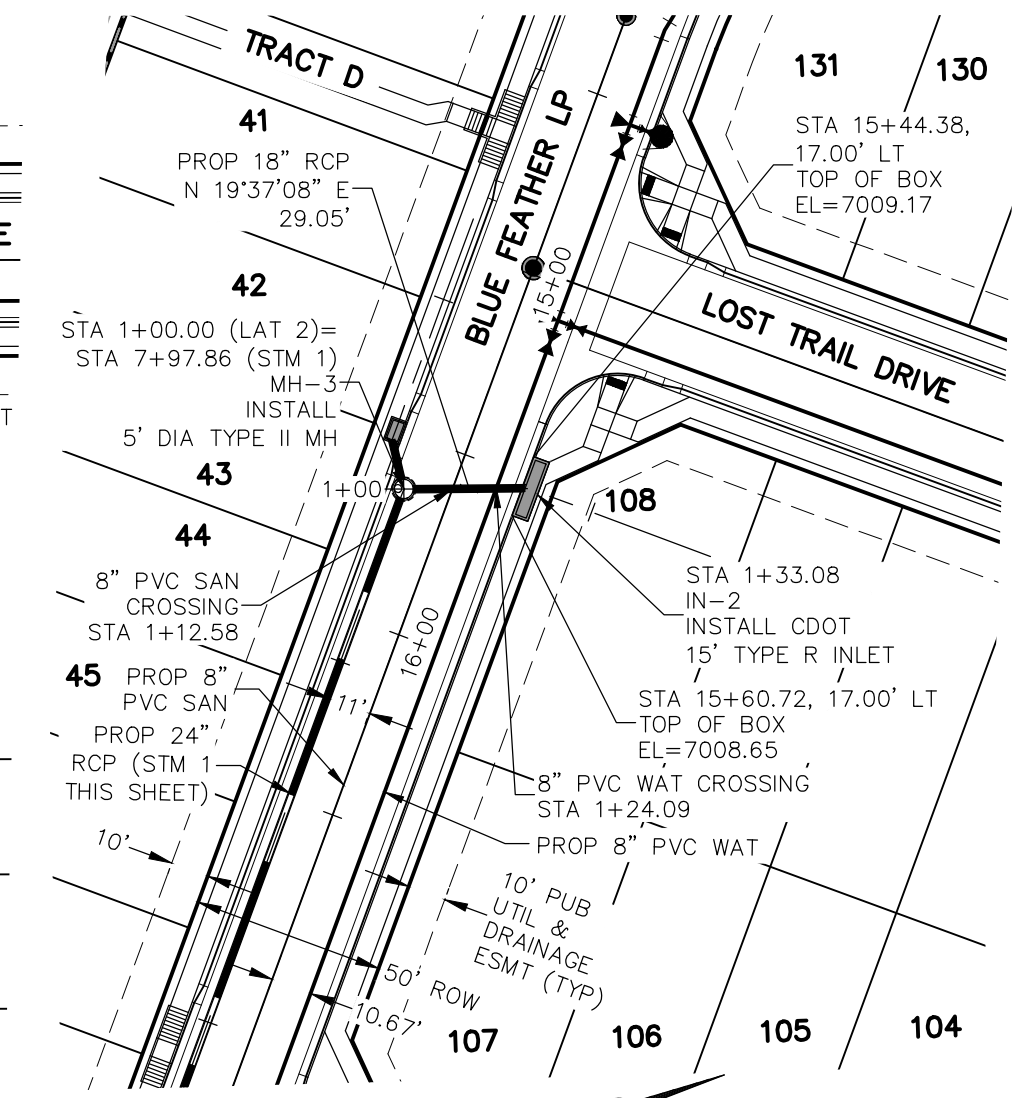 TRACT D
131
130
41
STA 15+44.38,
17.00' LT
TOP OF BOX
EL=7009.17
PROP 18" RCP
N 19°37'08" E
29.05'
BLUE FEATHER LP
E
15+00
42
LOST TRAIL DRIVE
STA 1+00.00 (LAT 2)=
STA 7+97.86 (STM 1)
MH-3
INSTALL
5' DIA TYPE II MH
T
43
1+00
108
44
8" PVC SAN
CROSSING
STA 1+12.58
STA 1+33.08
IN-2
INSTALL CDOT
15' TYPE R INLET
16+00
45
PROP 8"
PVC SAN
11'
STA 15+60.72, 17.00' LT
TOP OF BOX
EL=7008.65
PROP 24"
RCP (STM 1
THIS SHEET)
8" PVC WAT CROSSING
STA 1+24.09
10'
PROP 8" PVC WAT
10' PUB
UTIL &
DRAINAGE
ESMT (TYP)
50' ROW
10.67'
107
106
105
104